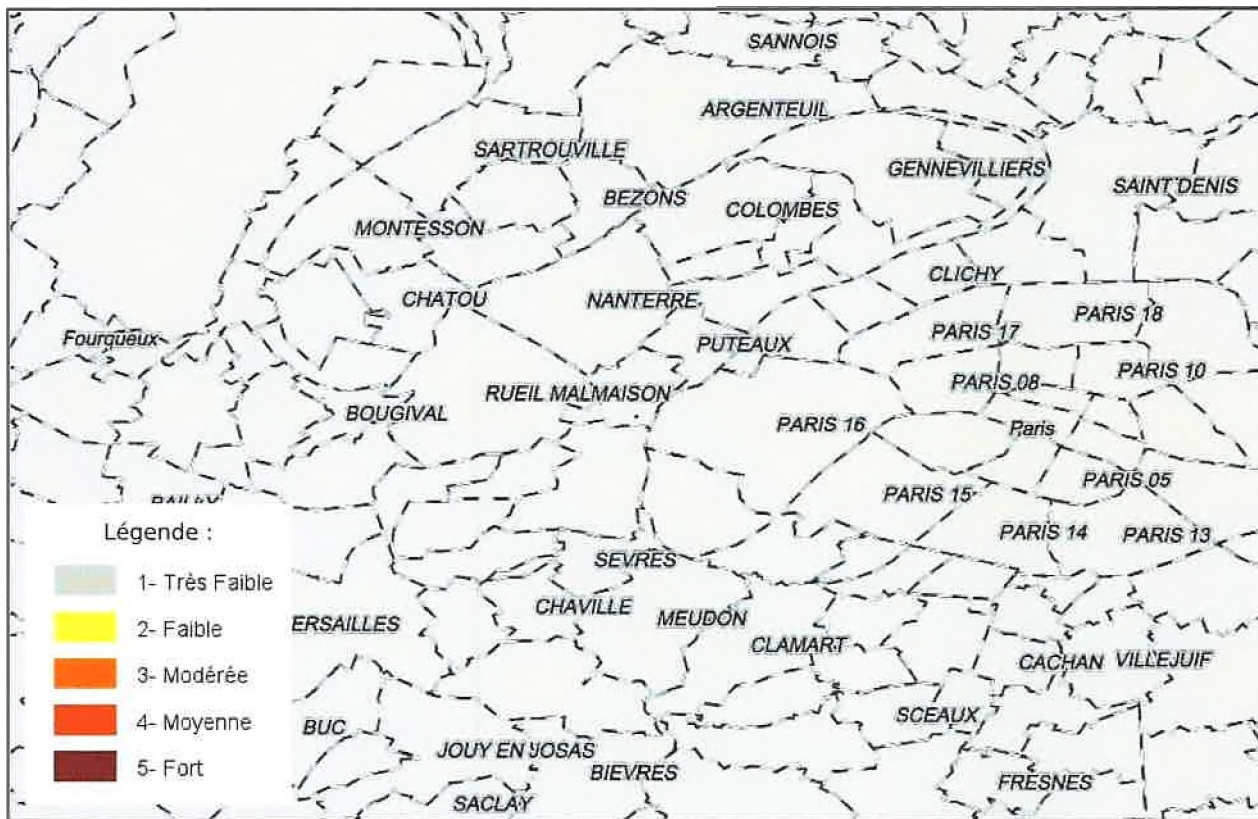 SANNOIS
ARGENTEUIL
SARTROUVILLE
GENNEVILLIERS
SAINT DENIS
BEZONS
COLOMBES
MONTESSON
CLICHY
CHATOU
NANTERRE
PARIS 18
PARIS 17
Fourqueux
PUTEAUX
PARIS 10
PARIS 08
RUEIL MALMAISON
BOUGIVAL
PARIS 16
Paris
PARIS 05
PARIS 15
PARIS 14
PARIS 13
SEVRES
CHAVILLE
MEUDON
CLAMART
CACHAN
VILLEJUIF
ERSAILLES
SCEAUX
BUC
JOUY EN JOSAS
BIEVRES
FRESNES
SACLAY
Légende :
1- Très Faible
2- Faible
3- Modérée
4- Moyenne
5- Fort